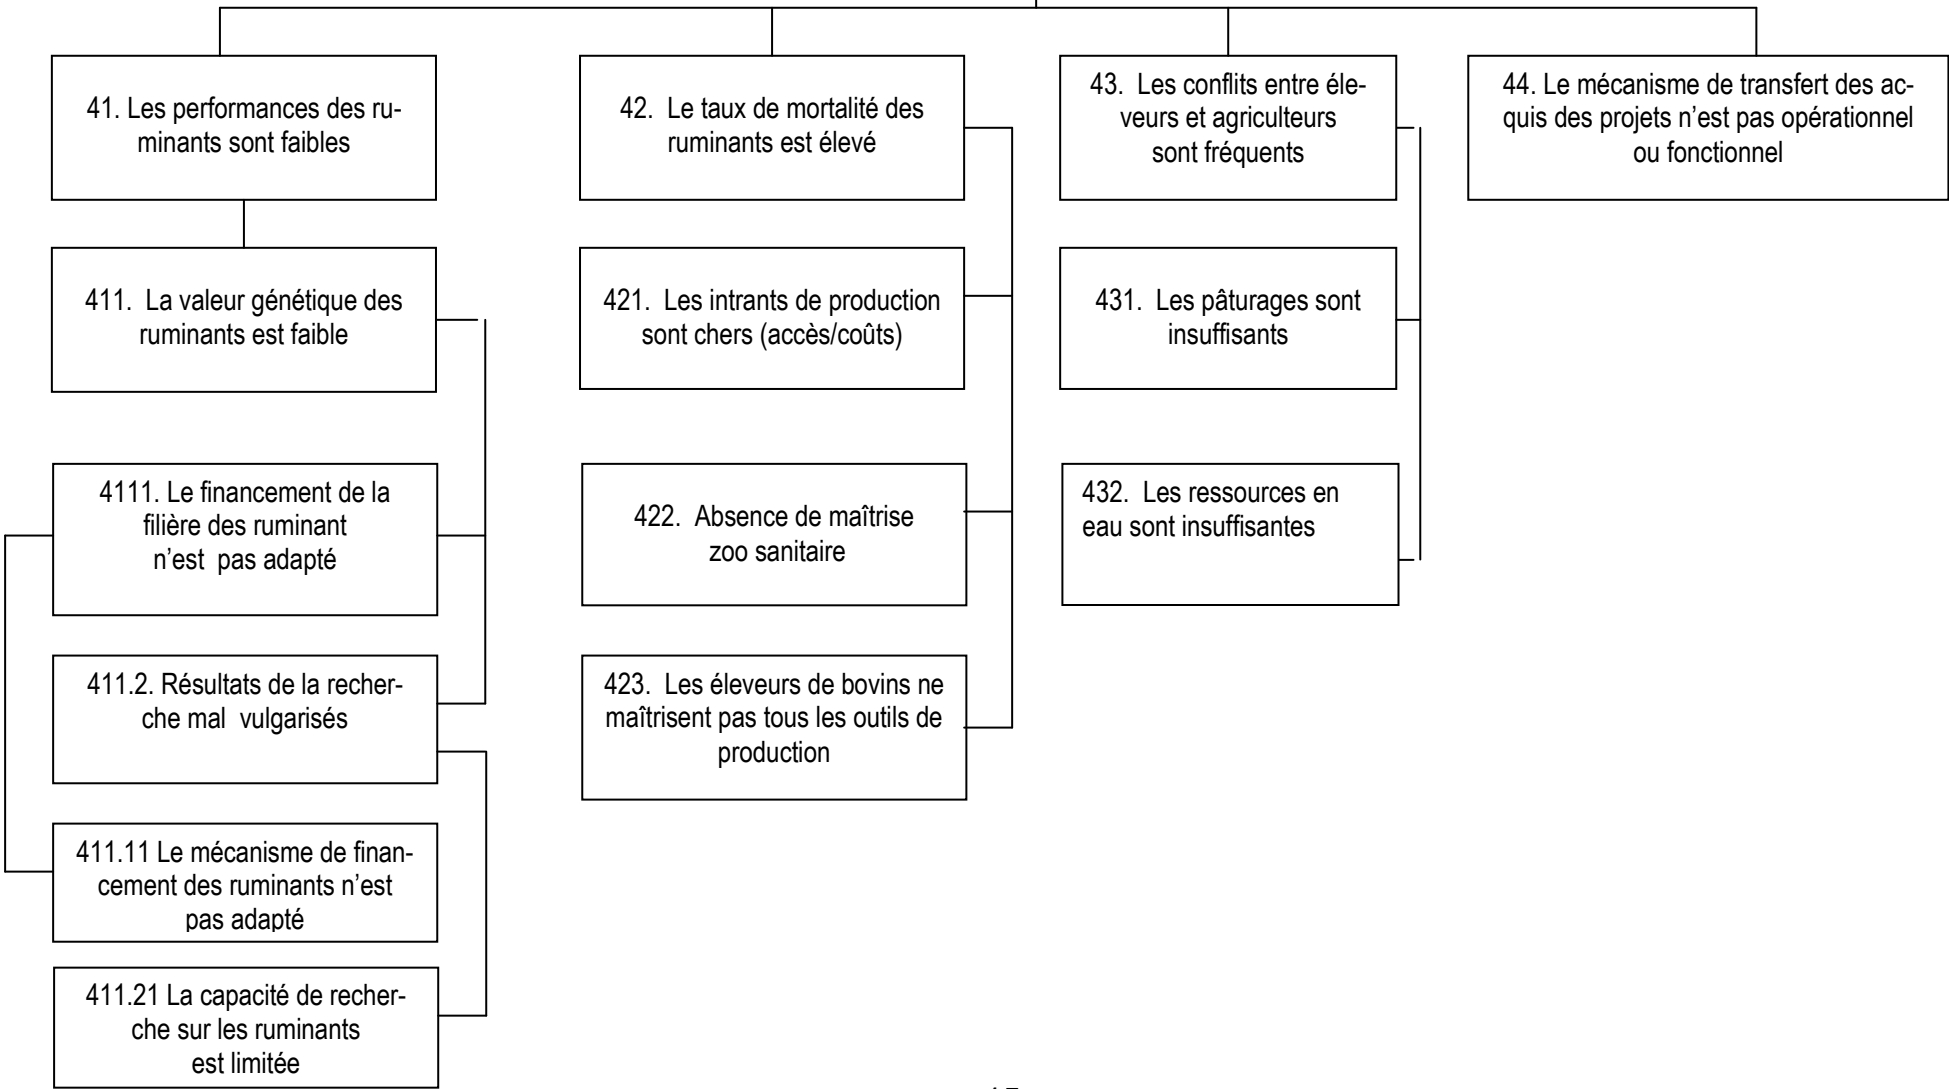 41. Les performances des ru-
minants sont faibles
42. Le taux de mortalité des
ruminants est élevé
43. Les conflits entre éle-
veurs et agriculteurs
sont fréquents
44. Le mécanisme de transfert des ac-
quis des projets n’est pas opérationnel
ou fonctionnel
411. La valeur génétique des
ruminants est faible
421. Les intrants de production
sont chers (accès/coûts)
431. Les pâturages sont
insuffisants
4111. Le financement de la
filière des ruminant
n’est pas adapté
422. Absence de maîtrise
zoo sanitaire
432. Les ressources en
eau sont insuffisantes
411.2. Résultats de la recher-
che mal vulgarisés
423. Les éleveurs de bovins ne
maîtrisent pas tous les outils de
production
411.11 Le mécanisme de finan-
cement des ruminants n’est
pas adapté
411.21 La capacité de recher-
che sur les ruminants
est limitée